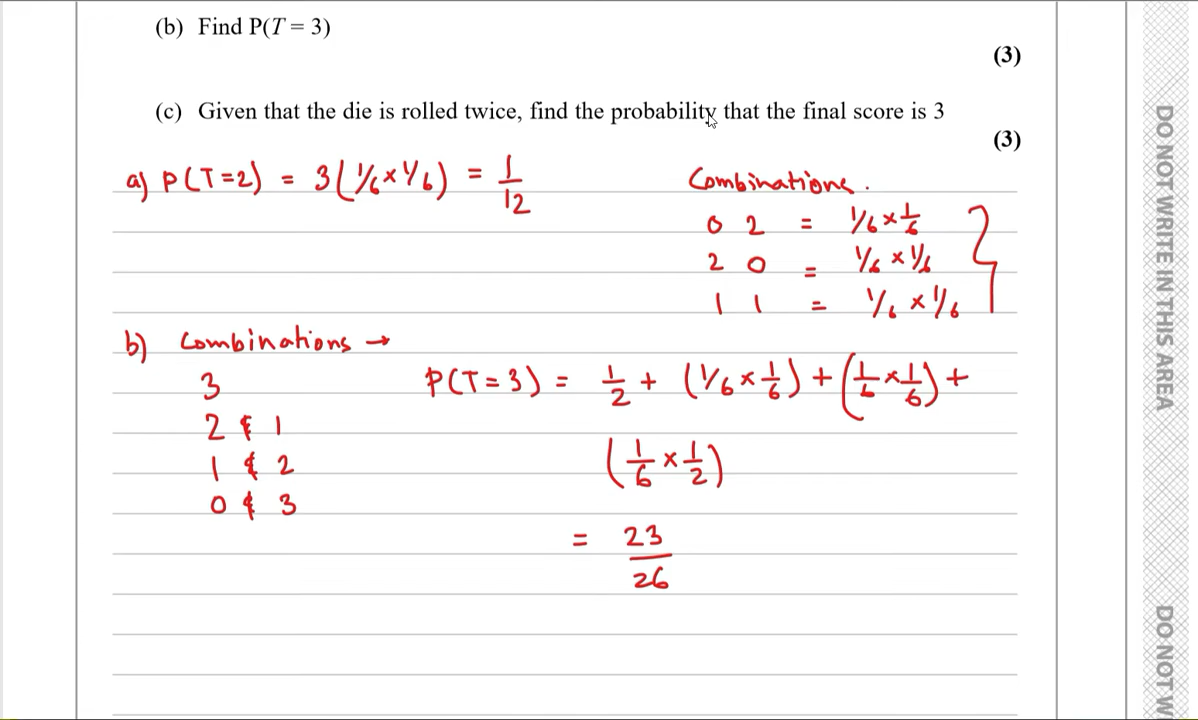 (b) Find P(T = 3)
(3)
(c) Given that the die is rolled twice, find the probability that the final score is 3
(3)
a) P(T=2) = 3(1/6 × 1/6) = 1/12
Combinations.
0 2 = 1/6 × 1/6
2 0 = 1/6 × 1/6
1 1 = 1/6 × 1/6
b) Combinations →
3
2 & 1
1 & 2
0 & 3
P(T=3) = 1/2 + (1/6 × 1/6) + (1/6 × 1/6) +
(1/6 × 1/2)
= 23/26
DO NOT WRITE IN THIS AREA
DO NOT W